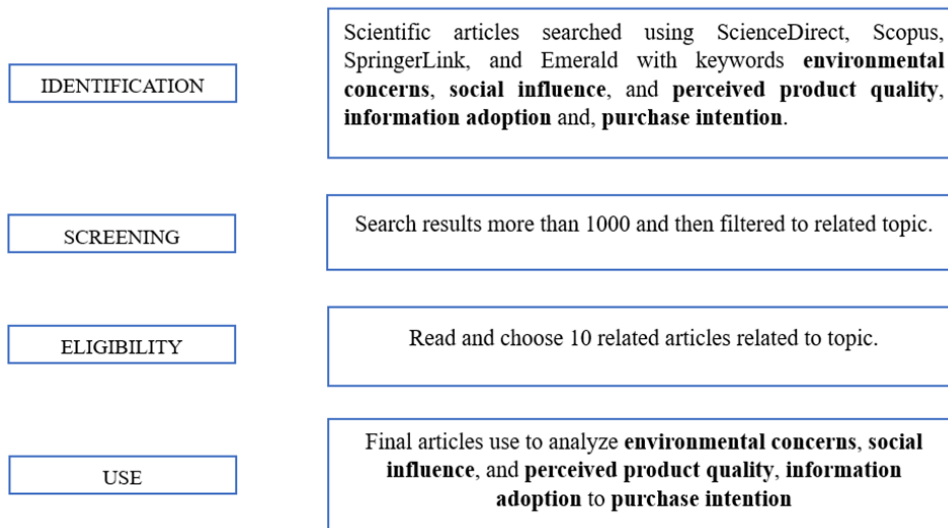 IDENTIFICATION
Scientific articles searched using ScienceDirect, Scopus,
SpringerLink, and Emerald with keywords environmental
concerns, social influence, and perceived product quality,
information adoption and, purchase intention.
SCREENING
Search results more than 1000 and then filtered to related topic.
ELIGIBILITY
Read and choose 10 related articles related to topic.
USE
Final articles use to analyze environmental concerns, social
influence, and perceived product quality, information
adoption to purchase intention